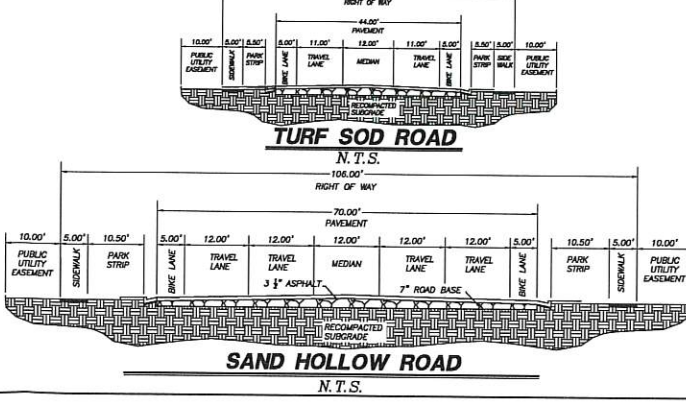 RIGHT OF WAY
44.00'
PAVEMENT
10.00' 5.00' 5.50' 5.00' 11.00' 12.00' 11.00' 5.00' 5.50' 5.00' 10.00'
PUBLIC UTILITY EASEMENT
SIDEWALK
PARK STRIP
BIKE LANE
TRAVEL LANE
MEDIAN
TRAVEL LANE
BIKE LANE
PARK STRIP
SIDE WALK
PUBLIC UTILITY EASEMENT
RECOMPACTED
SUBGRADE
TURF SOD ROAD
N.T.S.
106.00'
RIGHT OF WAY
70.00'
PAVEMENT
10.00' 5.00' 10.50' 5.00' 12.00' 12.00' 12.00' 12.00' 12.00' 5.00' 10.50' 5.00' 10.00'
PUBLIC UTILITY EASEMENT
SIDEWALK
PARK STRIP
BIKE LANE
TRAVEL LANE
TRAVEL LANE
MEDIAN
TRAVEL LANE
TRAVEL LANE
BIKE LANE
PARK STRIP
SIDEWALK
PUBLIC UTILITY EASEMENT
3 ½" ASPHALT
7" ROAD BASE
RECOMPACTED
SUBGRADE
SAND HOLLOW ROAD
N.T.S.